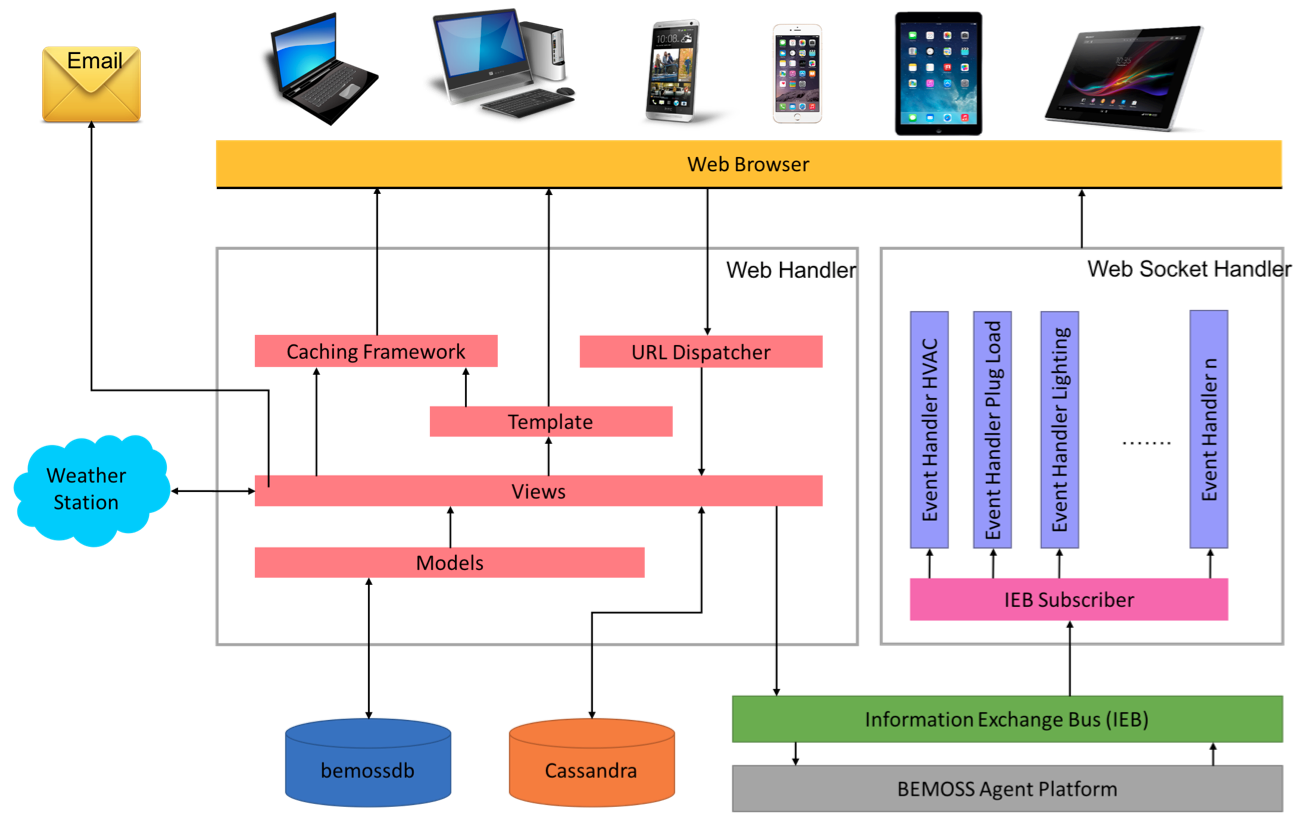 Email
10:08
Web Browser
Web Handler
Web Socket Handler
Caching Framework
URL Dispatcher
Template
Views
Models
Weather
Station
Event Handler HVAC
Event Handler Plug Load
Event Handler Lighting
.......
Event Handler n
IEB Subscriber
Information Exchange Bus (IEB)
BEMOSS Agent Platform
bemossdb
Cassandra